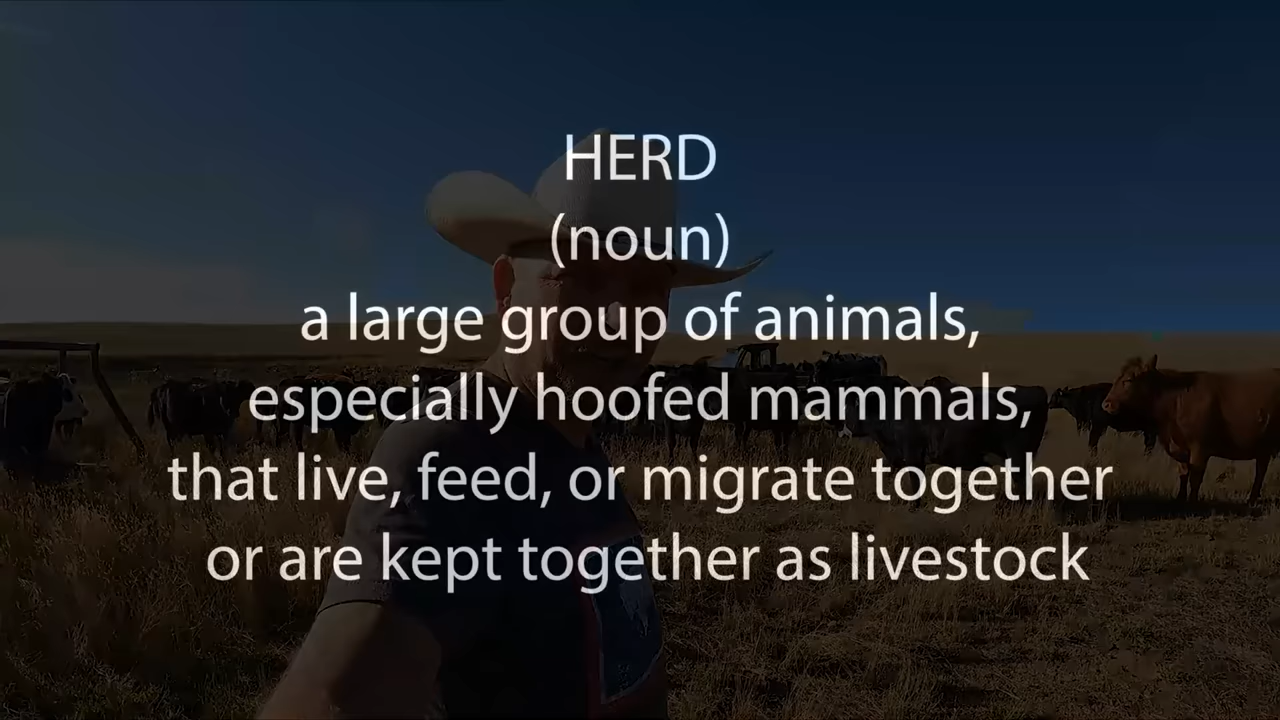 HERD
(noun)
a large group of animals,
especially hoofed mammals,
that live, feed, or migrate together
or are kept together as livestock